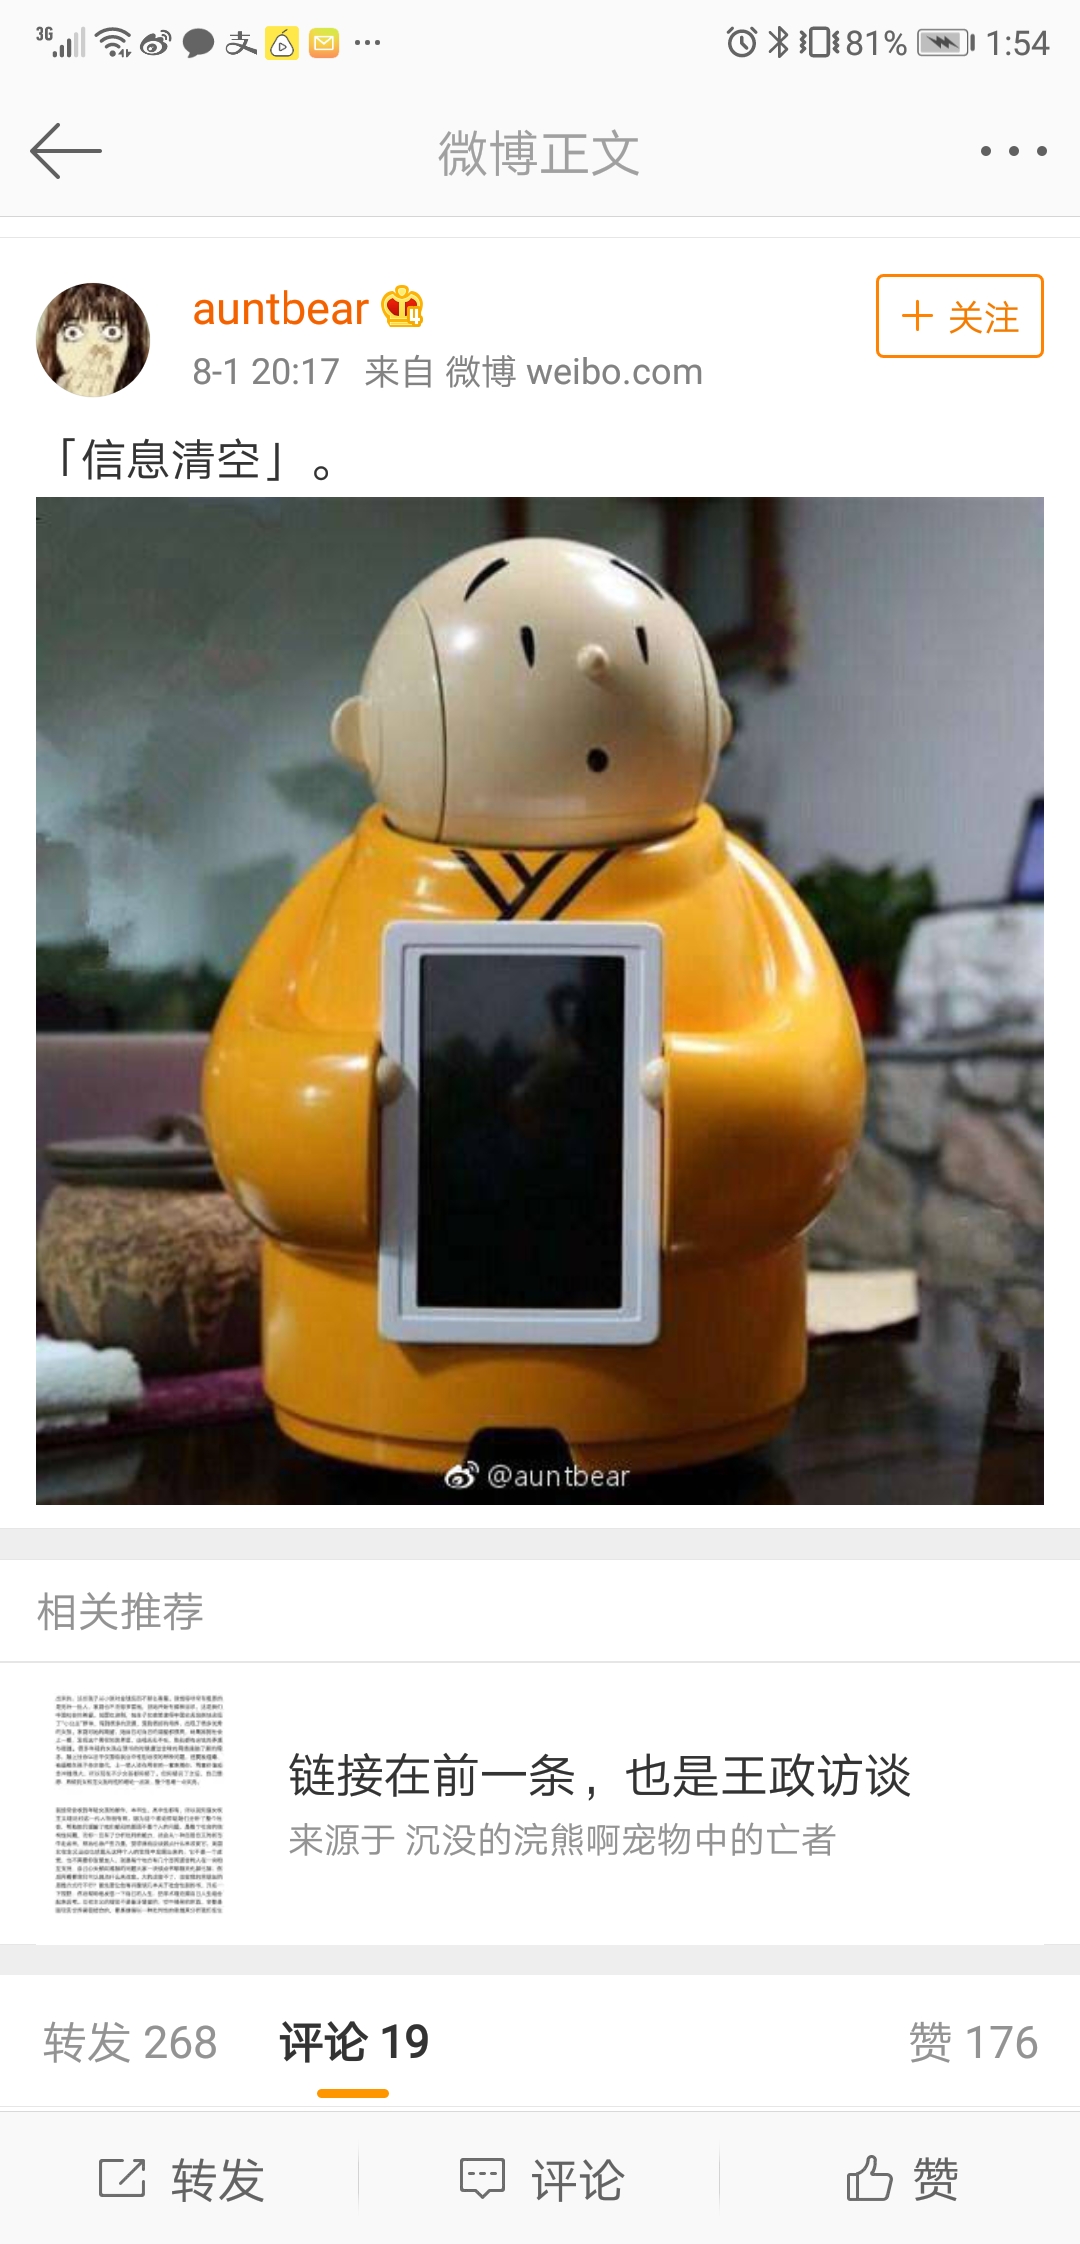 3G 81% 1:54
微博正文
auntbear
4
+ 关注
8-1 20:17 来自 微博 weibo.com
「信息清空」。
@auntbear
相关推荐
链接在前一条，也是王政访谈
来源于 沉没的浣熊啊宠物中的亡者
转发 268 评论 19 赞 176
转发 评论 赞